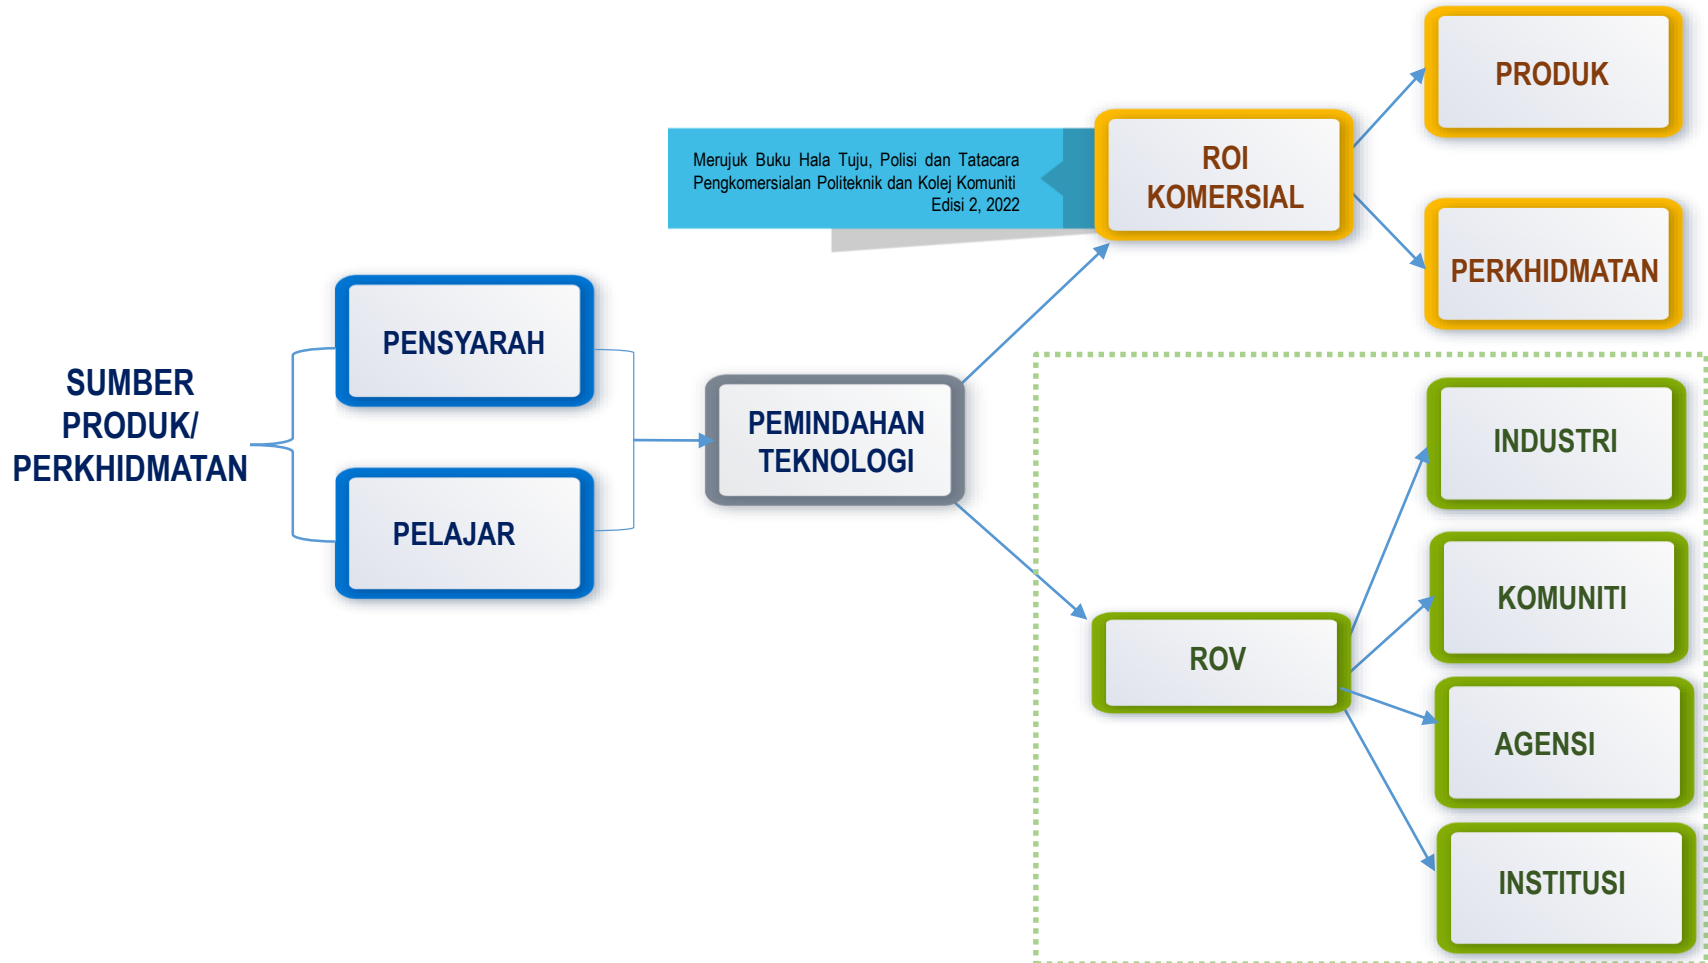 SUMBER
PRODUK/
PERKHIDMATAN
PENSYARAH
PELAJAR
PEMINDAHAN
TEKNOLOGI
Merujuk Buku Hala Tuju, Polisi dan Tatacara
Pengkomersialan Politeknik dan Kolej Komuniti
Edisi 2, 2022
ROI
KOMERSIAL
PRODUK
PERKHIDMATAN
ROV
INDUSTRI
KOMUNITI
AGENSI
INSTITUSI